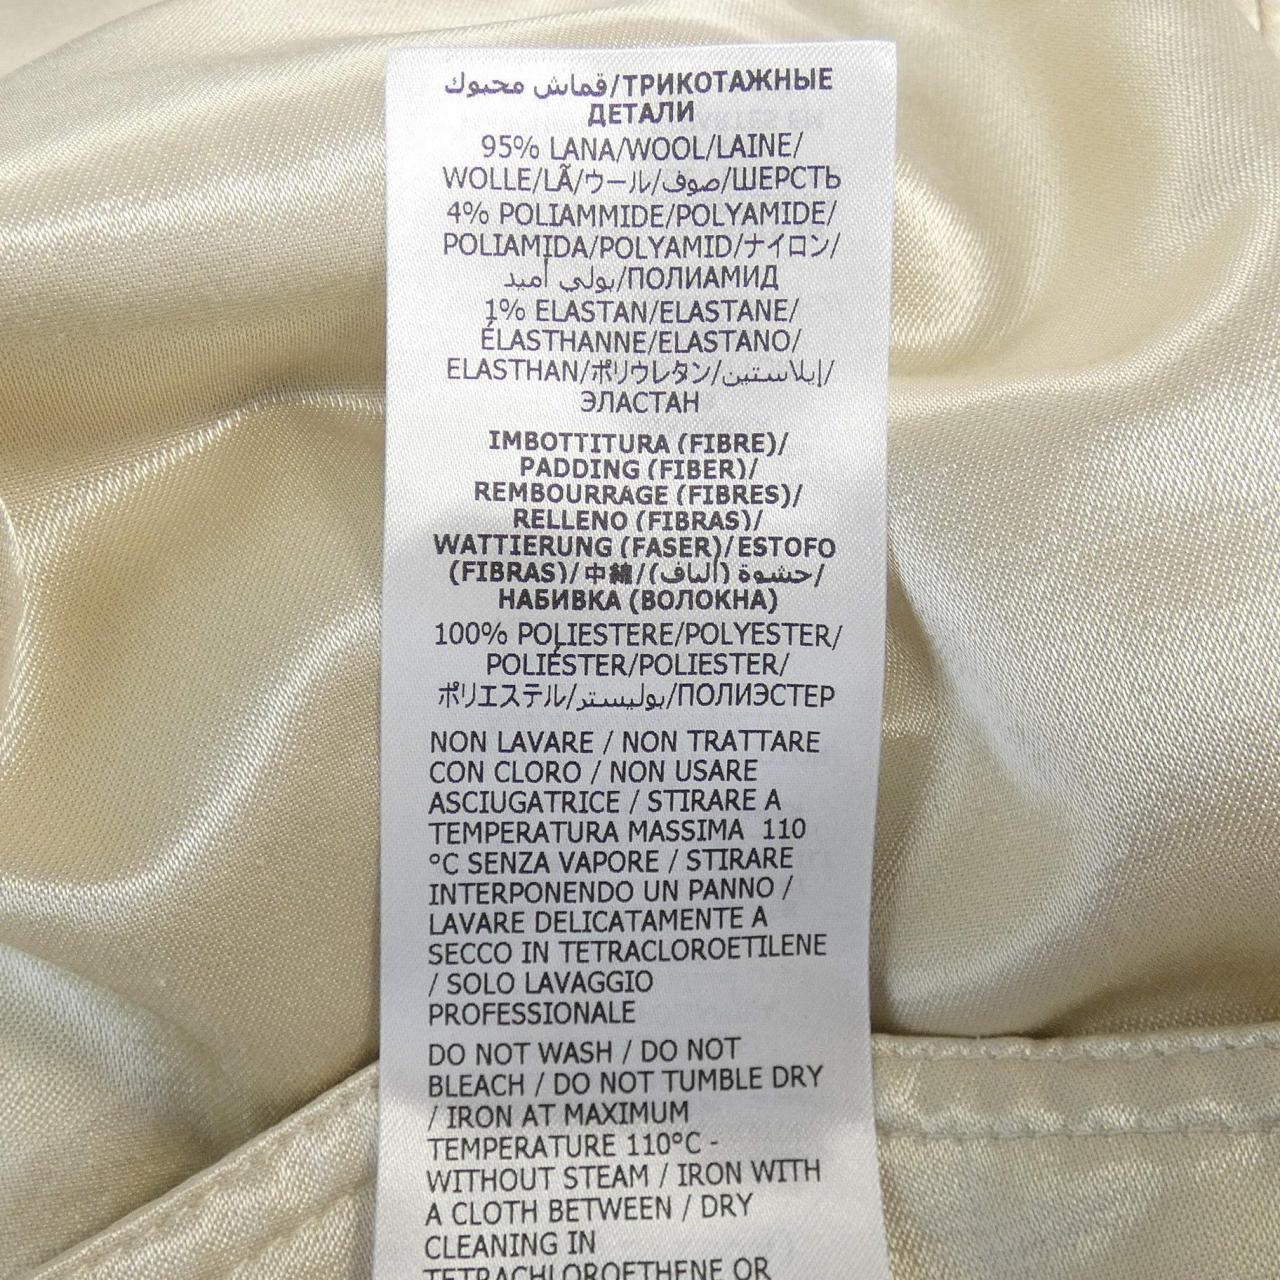 قماش محبوك/ТРИКОТАЖНЫЕ
ДЕТАЛИ
95% LANA/WOOL/LAINE/
WOLLE/LÃ/ウール/صوف/ШЕРСТЬ
4% POLIAMMIDE/POLYAMIDE/
POLIAMIDA/POLYAMID/ナイロン/
بولي أميد/ПОЛИАМИД
1% ELASTAN/ELASTANE/
ÉLASTHANNE/ELASTANO/
ELASTHAN/ポリウレタン/إيلاستين/
ЭЛАСТАН
IMBOTTITURA (FIBRE)/
PADDING (FIBER)/
REMBOURRAGE (FIBRES)/
RELLENO (FIBRAS)/
WATTIERUNG (FASER)/ESTOFO
(FIBRAS)/中綿/حشوة (ألياف)/
НАБИВКА (ВОЛОКНА)
100% POLIESTERE/POLYESTER/
POLIÉSTER/POLIESTER/
ポリエステル/بوليستر/ПОЛИЭСТЕР
NON LAVARE / NON TRATTARE
CON CLORO / NON USARE
ASCIUGATRICE / STIRARE A
TEMPERATURA MASSIMA 110
°C SENZA VAPORE / STIRARE
INTERPONENDO UN PANNO /
LAVARE DELICATAMENTE A
SECCO IN TETRACLOROETILENE
/ SOLO LAVAGGIO
PROFESSIONALE
DO NOT WASH / DO NOT
BLEACH / DO NOT TUMBLE DRY
/ IRON AT MAXIMUM
TEMPERATURE 110°C -
WITHOUT STEAM / IRON WITH
A CLOTH BETWEEN / DRY
CLEANING IN
TETRACHLOROETHENE OR